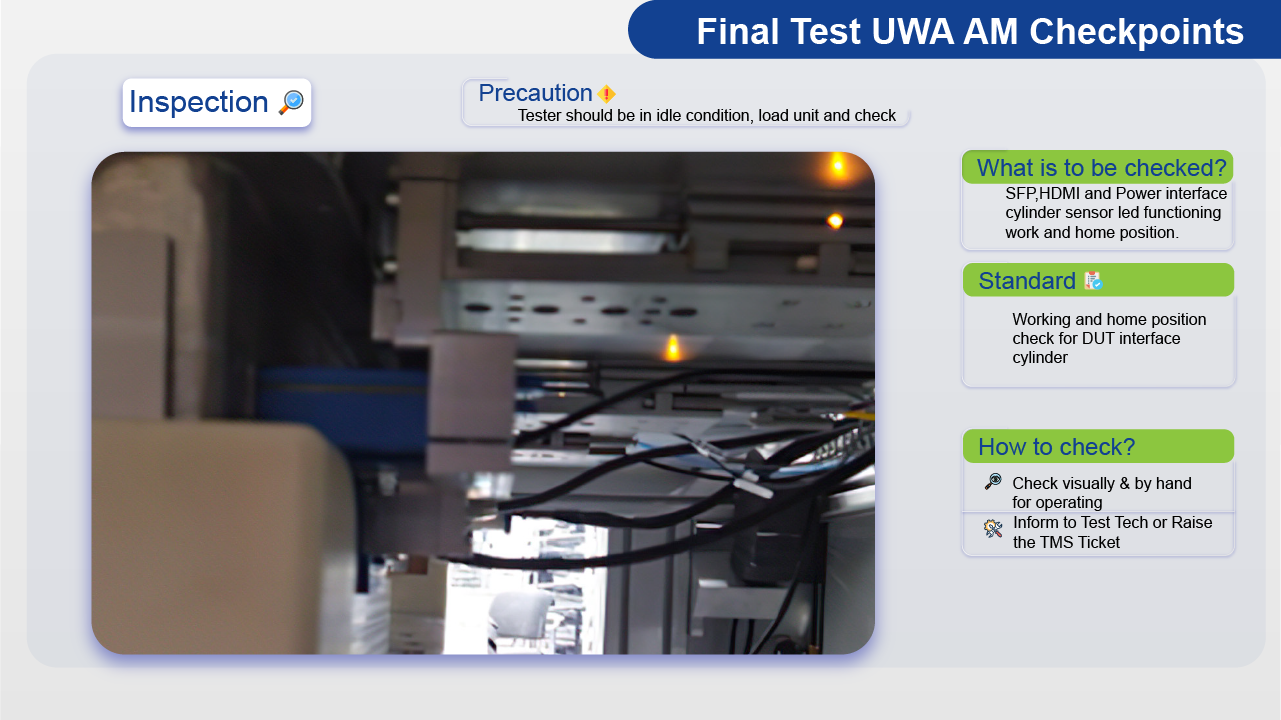 Final Test UWA AM Checkpoints
Inspection
Precaution
Tester should be in idle condition, load unit and check
What is to be checked?
SFP,HDMI and Power interface
cylinder sensor led functioning
work and home position.
Standard
Working and home position
check for DUT interface
cylinder
How to check?
Check visually & by hand
for operating
Inform to Test Tech or Raise
the TMS Ticket